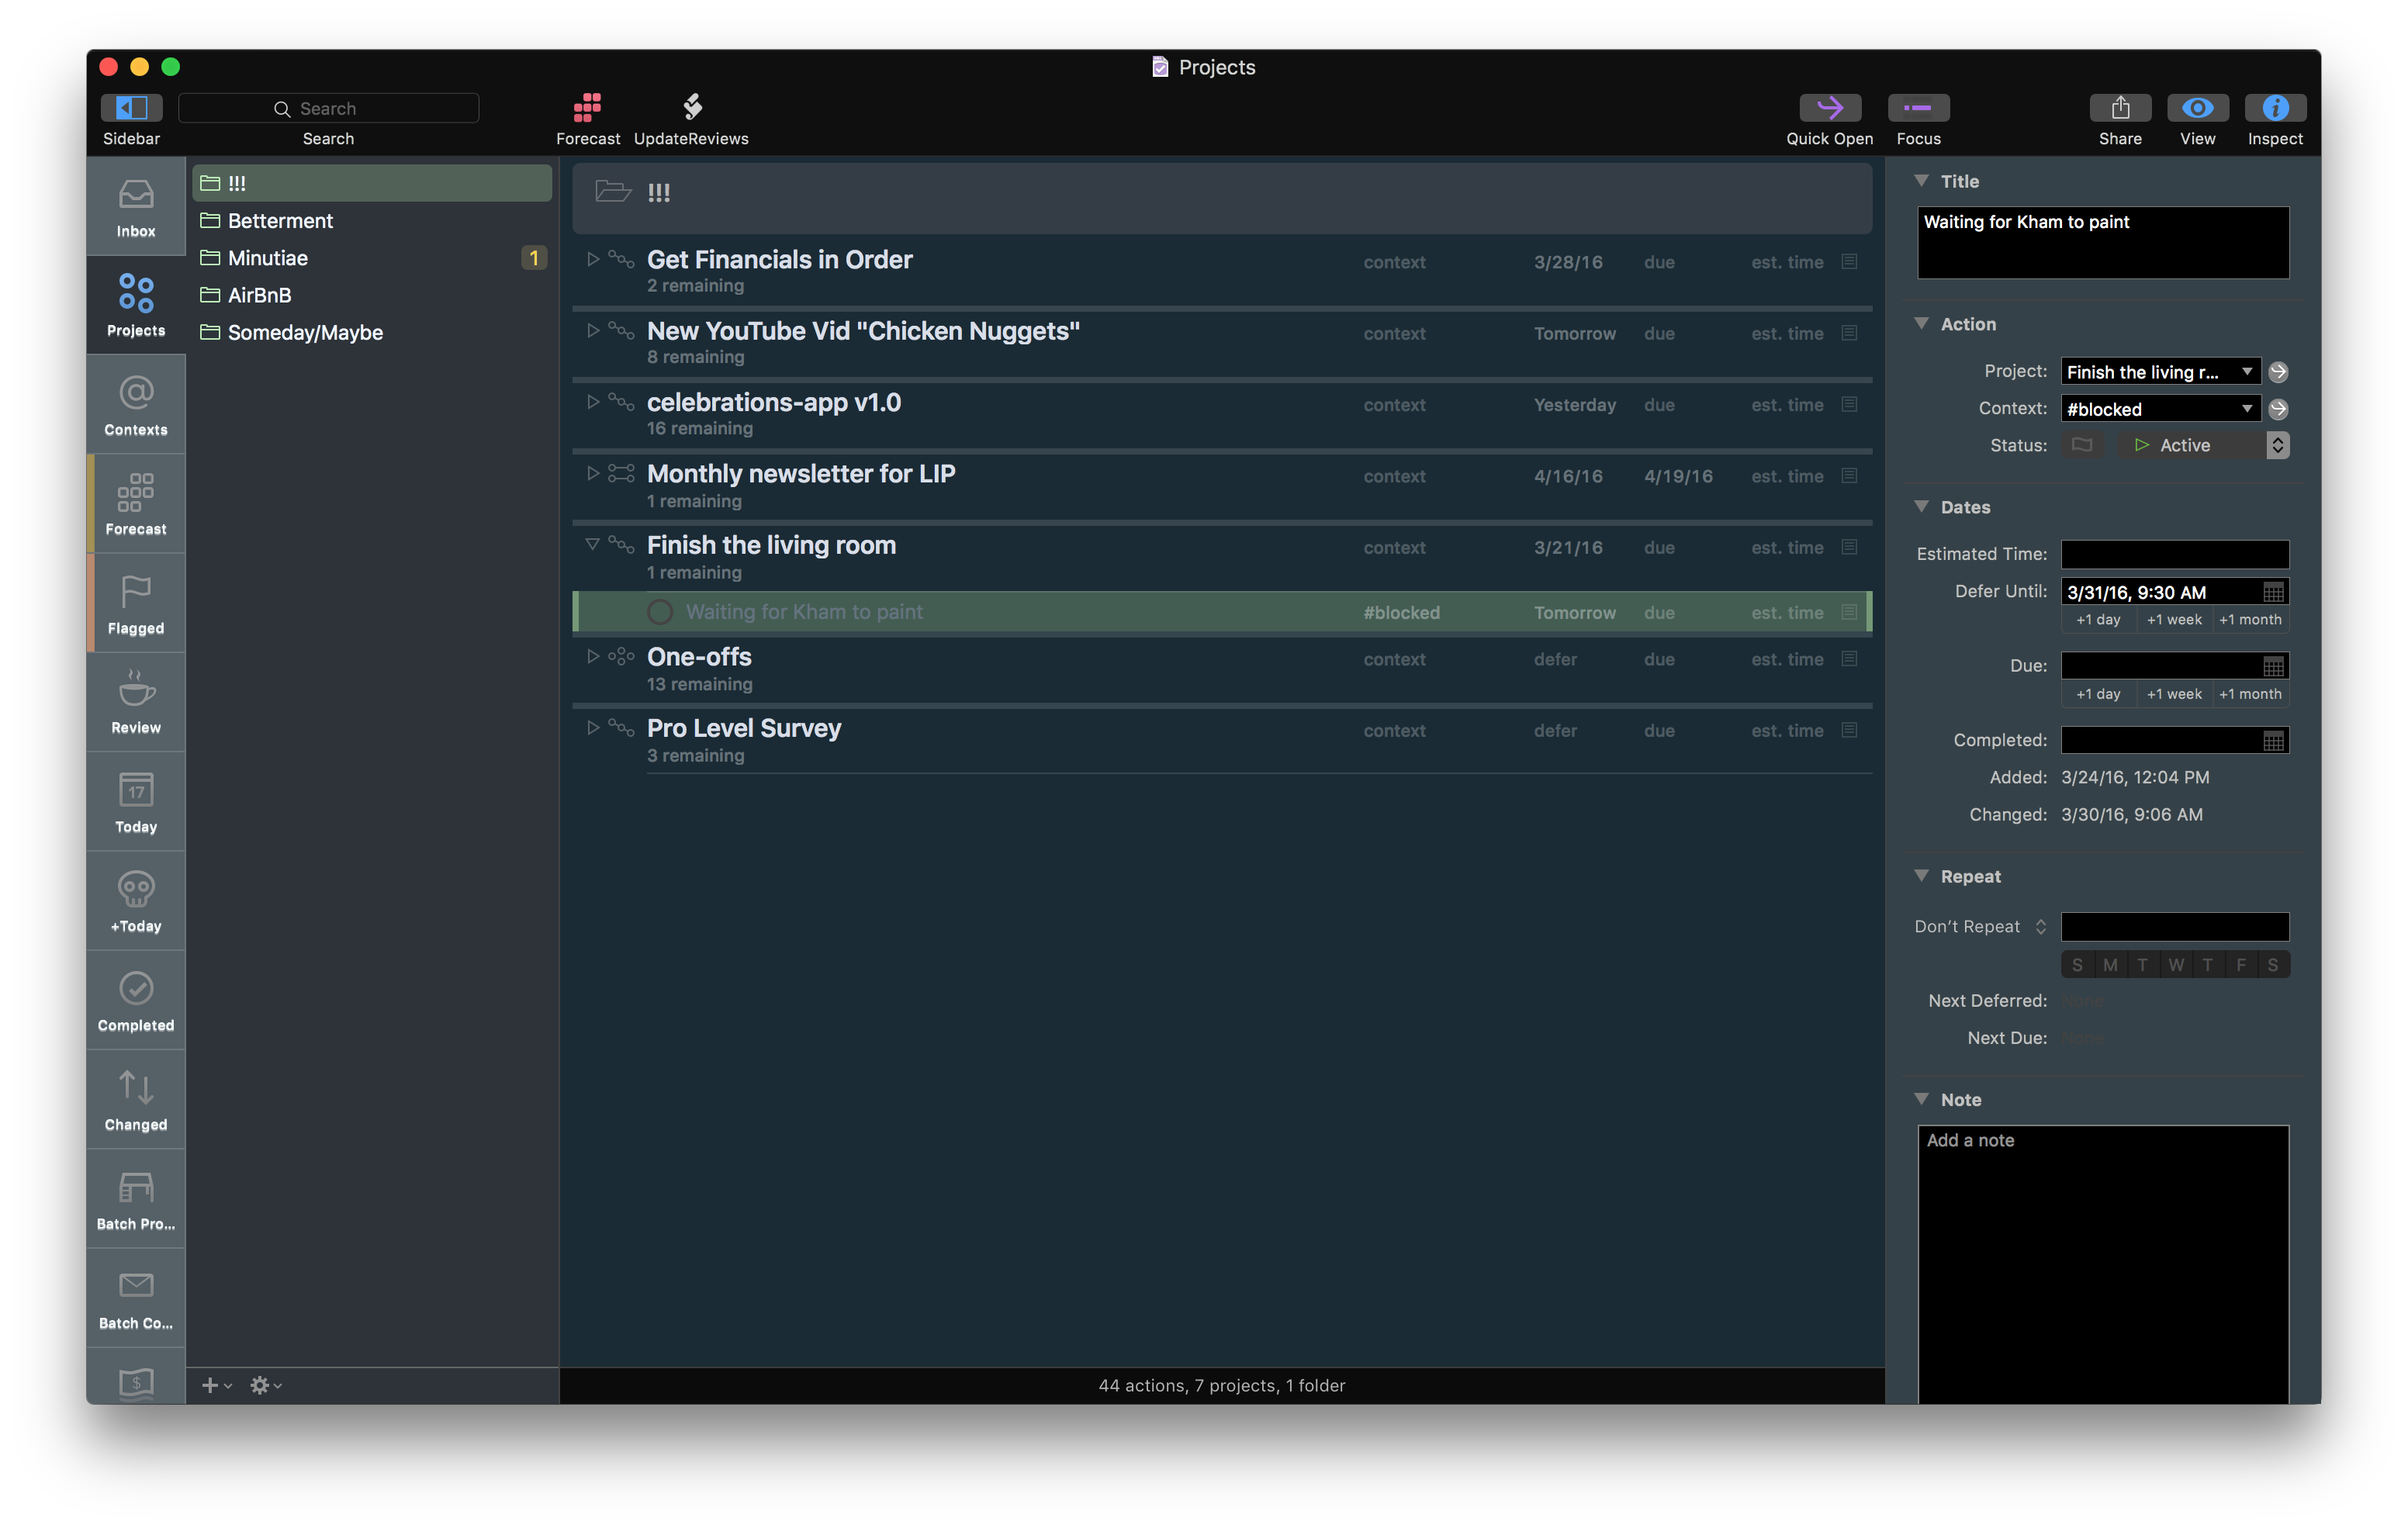 Projects
Sidebar
Search
Search
Forecast
UpdateReviews
Quick Open
Focus
Share
View
Inspect
Inbox
Projects
Contexts
Forecast
Flagged
Review
17
Today
+Today
Completed
Changed
Batch Pro...
Batch Co...
$
!!!
Betterment
Minutiae 1
AirBnB
Someday/Maybe
!!!
Get Financials in Order context 3/28/16 due est. time
2 remaining
New YouTube Vid "Chicken Nuggets" context Tomorrow due est. time
8 remaining
celebrations-app v1.0 context Yesterday due est. time
16 remaining
Monthly newsletter for LIP context 4/16/16 4/19/16 est. time
1 remaining
Finish the living room context 3/21/16 due est. time
1 remaining
Waiting for Kham to paint #blocked Tomorrow due est. time
One-offs context defer due est. time
13 remaining
Pro Level Survey context defer due est. time
3 remaining
44 actions, 7 projects, 1 folder
Title
Waiting for Kham to paint
Action
Project: Finish the living r...
Context: #blocked
Status: Active
Dates
Estimated Time:
Defer Until: 3/31/16, 9:30 AM
+1 day +1 week +1 month
Due:
+1 day +1 week +1 month
Completed:
Added: 3/24/16, 12:04 PM
Changed: 3/30/16, 9:06 AM
Repeat
Don't Repeat
S M T W T F S
Next Deferred: None
Next Due: None
Note
Add a note